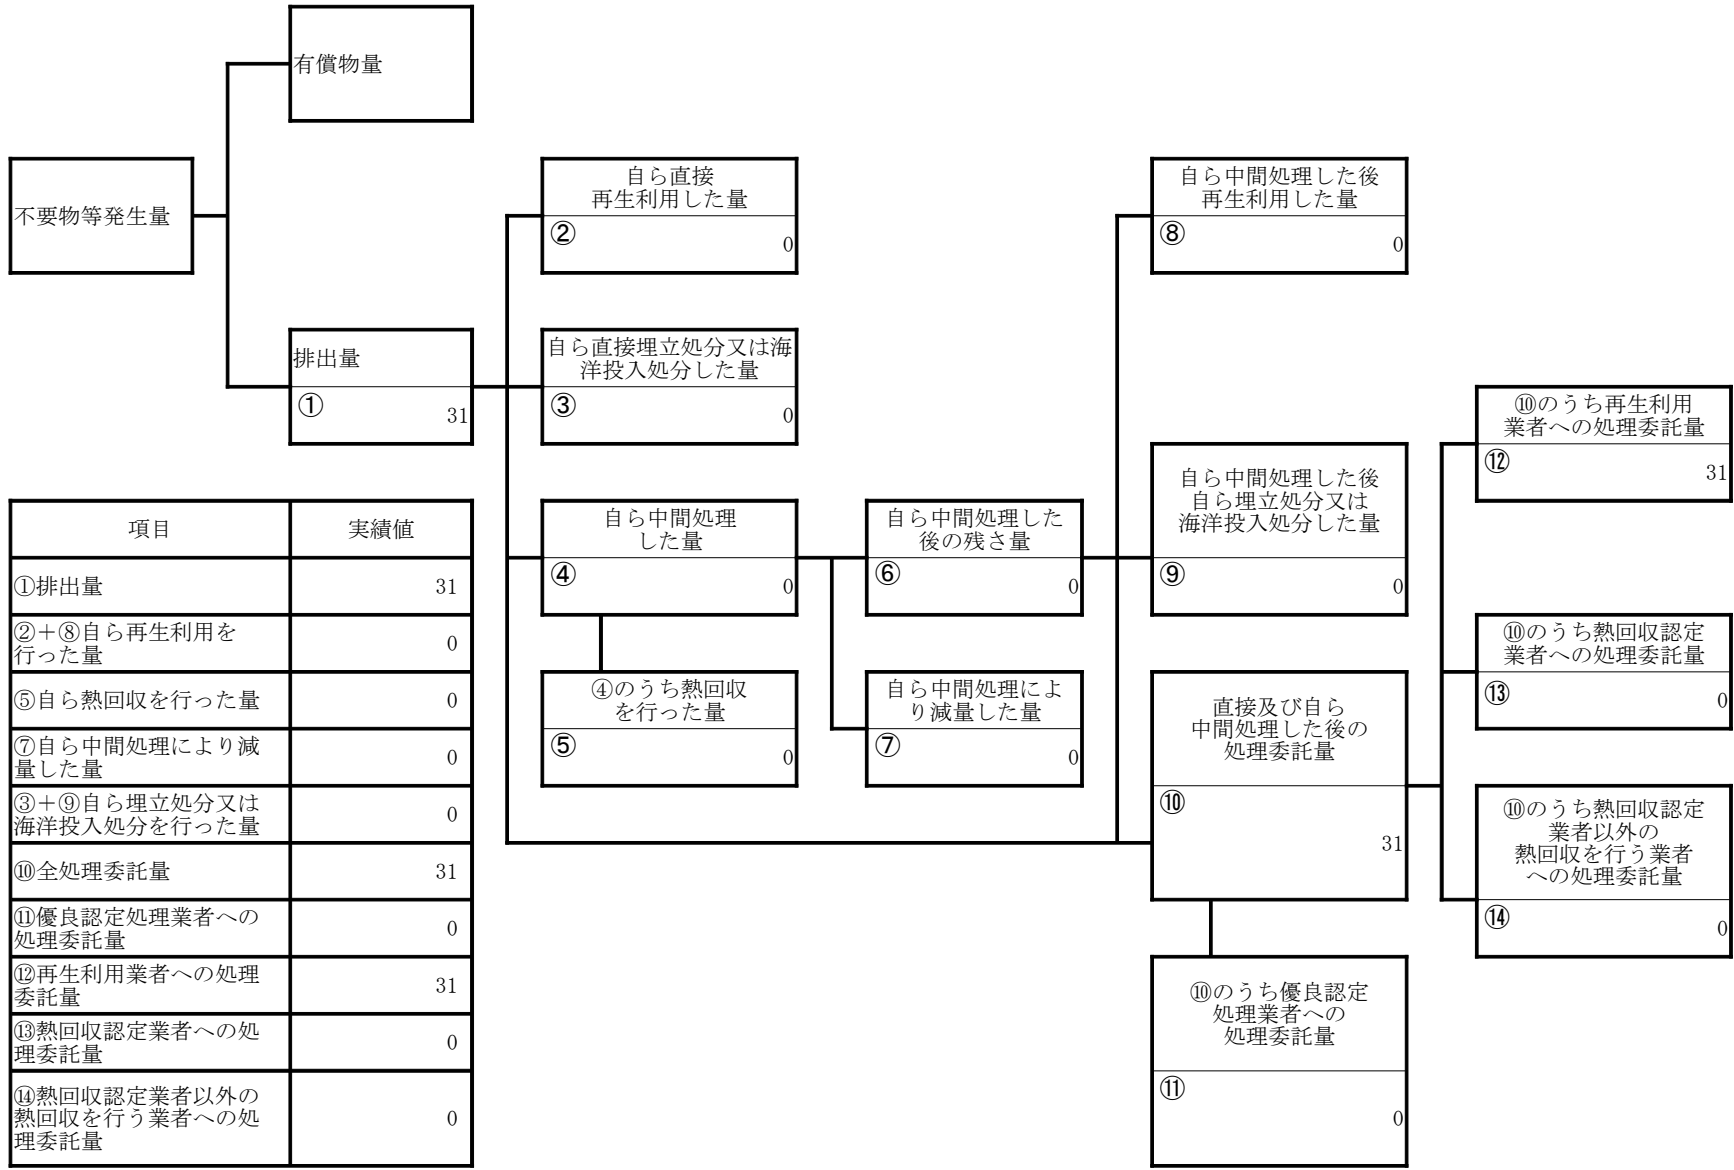 有償物量
不要物等発生量
自ら直接
再生利用した量
②
0
自ら中間処理した後
再生利用した量
⑧
0
排出量
①
31
自ら直接埋立処分又は海
洋投入処分した量
③
0
⑩のうち再生利用
業者への処理委託量
⑫
31
自ら中間処理
した量
④
0
自ら中間処理した
後の残さ量
⑥
0
自ら中間処理した後
自ら埋立処分又は
海洋投入処分した量
⑨
0
⑩のうち熱回収認定
業者への処理委託量
⑬
0
④のうち熱回収
を行った量
⑤
0
自ら中間処理によ
り減量した量
⑦
0
直接及び自ら
中間処理した後の
処理委託量
⑩
31
⑩のうち熱回収認定
業者以外の
熱回収を行う業者
への処理委託量
⑭
0
⑩のうち優良認定
処理業者への
処理委託量
⑪
0
項目 実績値
①排出量 31
②＋⑧自ら再生利用を
行った量 0
⑤自ら熱回収を行った量 0
⑦自ら中間処理により減
量した量 0
③＋⑨自ら埋立処分又は
海洋投入処分を行った量 0
⑩全処理委託量 31
⑪優良認定処理業者への
処理委託量 0
⑫再生利用業者への処理
委託量 31
⑬熱回収認定業者への処
理委託量 0
⑭熱回収認定業者以外の
熱回収を行う業者への処
理委託量 0